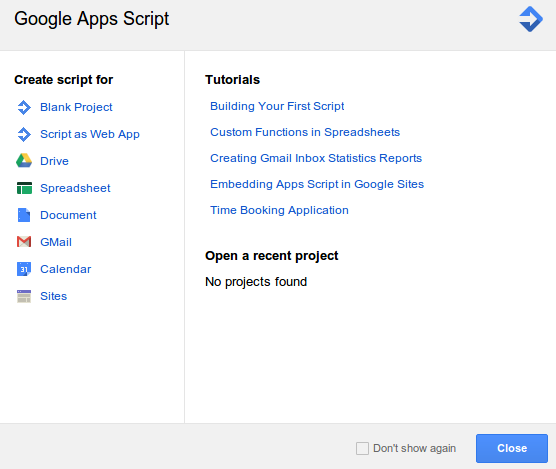 Google Apps Script
Create script for
Blank Project
Script as Web App
Drive
Spreadsheet
Document
GMail
31
Calendar
Sites
Tutorials
Building Your First Script
Custom Functions in Spreadsheets
Creating Gmail Inbox Statistics Reports
Embedding Apps Script in Google Sites
Time Booking Application
Open a recent project
No projects found
Don't show again
Close